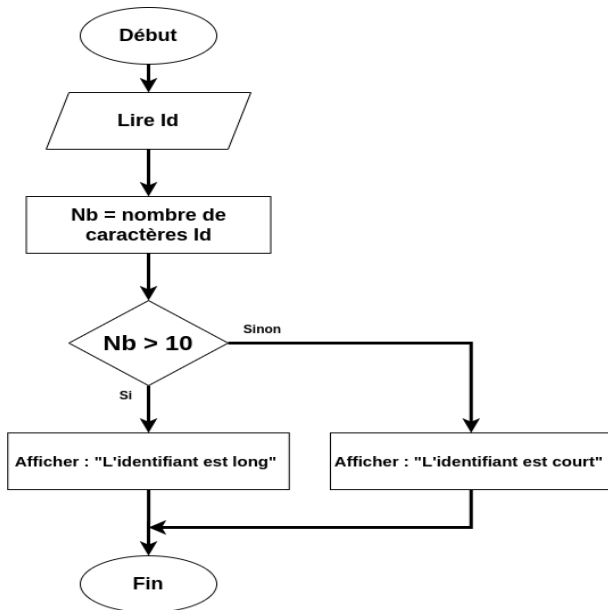 Début
Lire Id
Nb = nombre de
caractères Id
Nb > 10
Sinon
Si
Afficher : "L'identifiant est long"
Afficher : "L'identifiant est court"
Fin